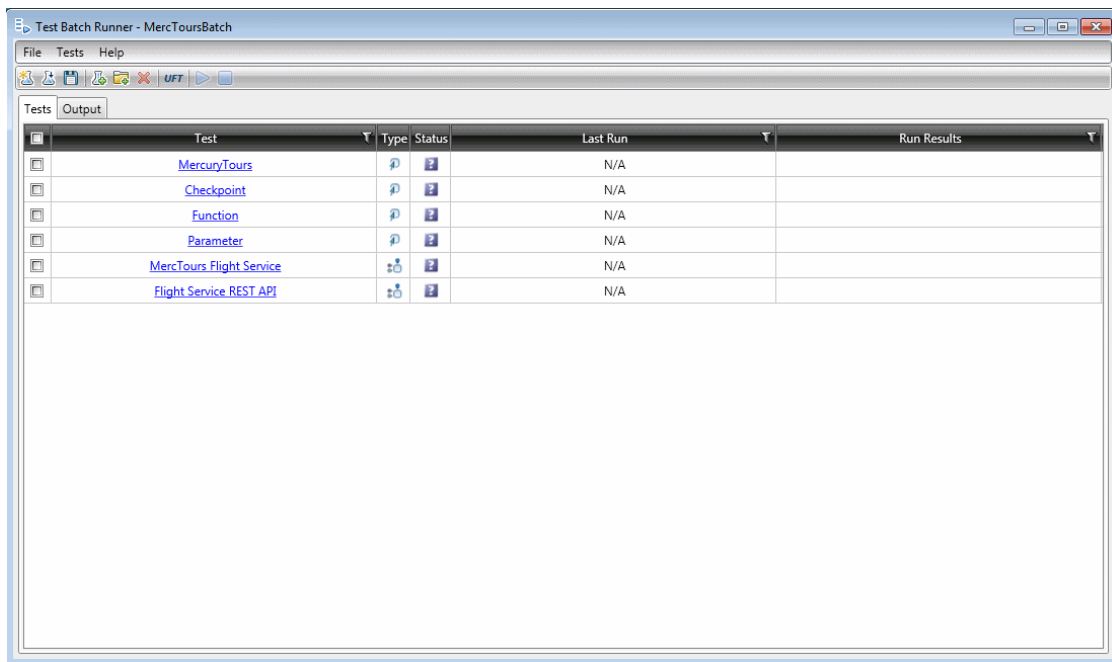 Test Batch Runner - MercToursBatch
File Tests Help
UFT
Tests Output
Test Type Status Last Run Run Results
MercuryTours ? N/A
Checkpoint ? N/A
Function ? N/A
Parameter ? N/A
MercTours Flight Service ? N/A
Flight Service REST API ? N/A